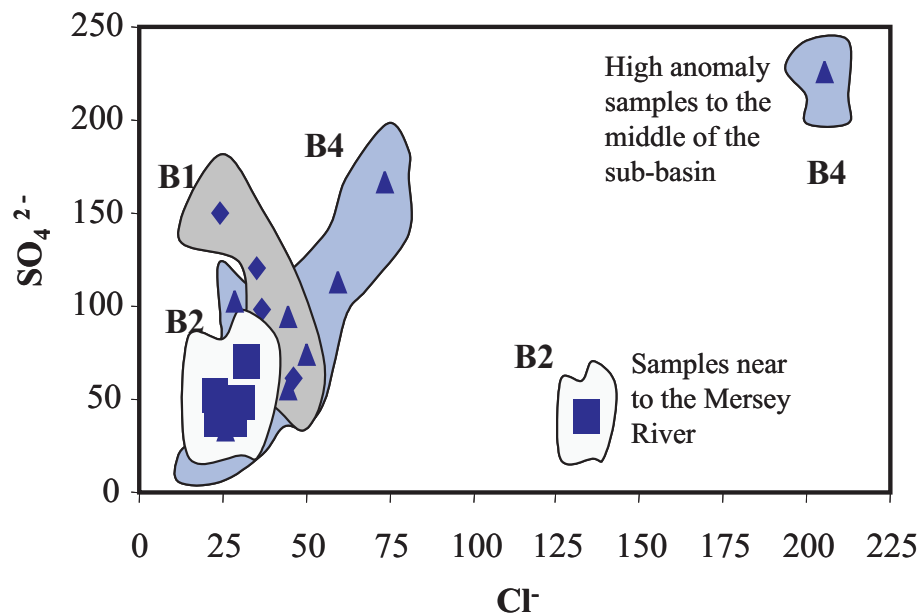 250
200
150
100
50
0
SO₄²⁻
B1
B4
B2
High anomaly
samples to the
middle of the
sub-basin
B4
B2
Samples near
to the Mersey
River
0 25 50 75 100 125 150 175 200 225
Cl⁻